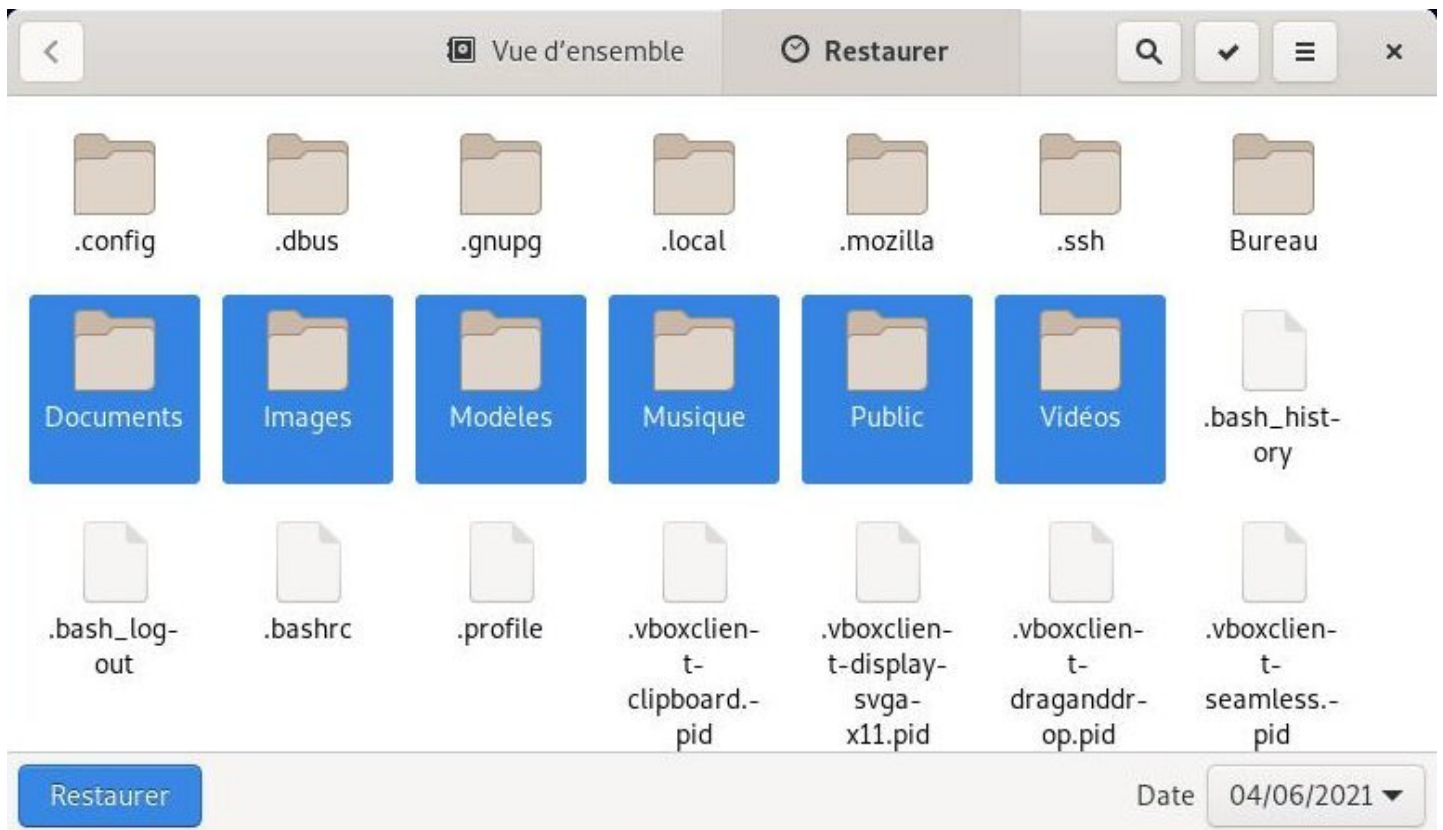 Vue d'ensemble
Restaurer
.config
.dbus
.gnupg
.local
.mozilla
.ssh
Bureau
Documents
Images
Modèles
Musique
Public
Vidéos
.bash_hist-
ory
.bash_log-
out
.bashrc
.profile
.vboxclien-
t-
clipboard.-
pid
.vboxclien-
t-display-
svga-
x11.pid
.vboxclien-
t-
draganddr-
op.pid
.vboxclien-
t-
seamless.-
pid
Restaurer
Date
04/06/2021